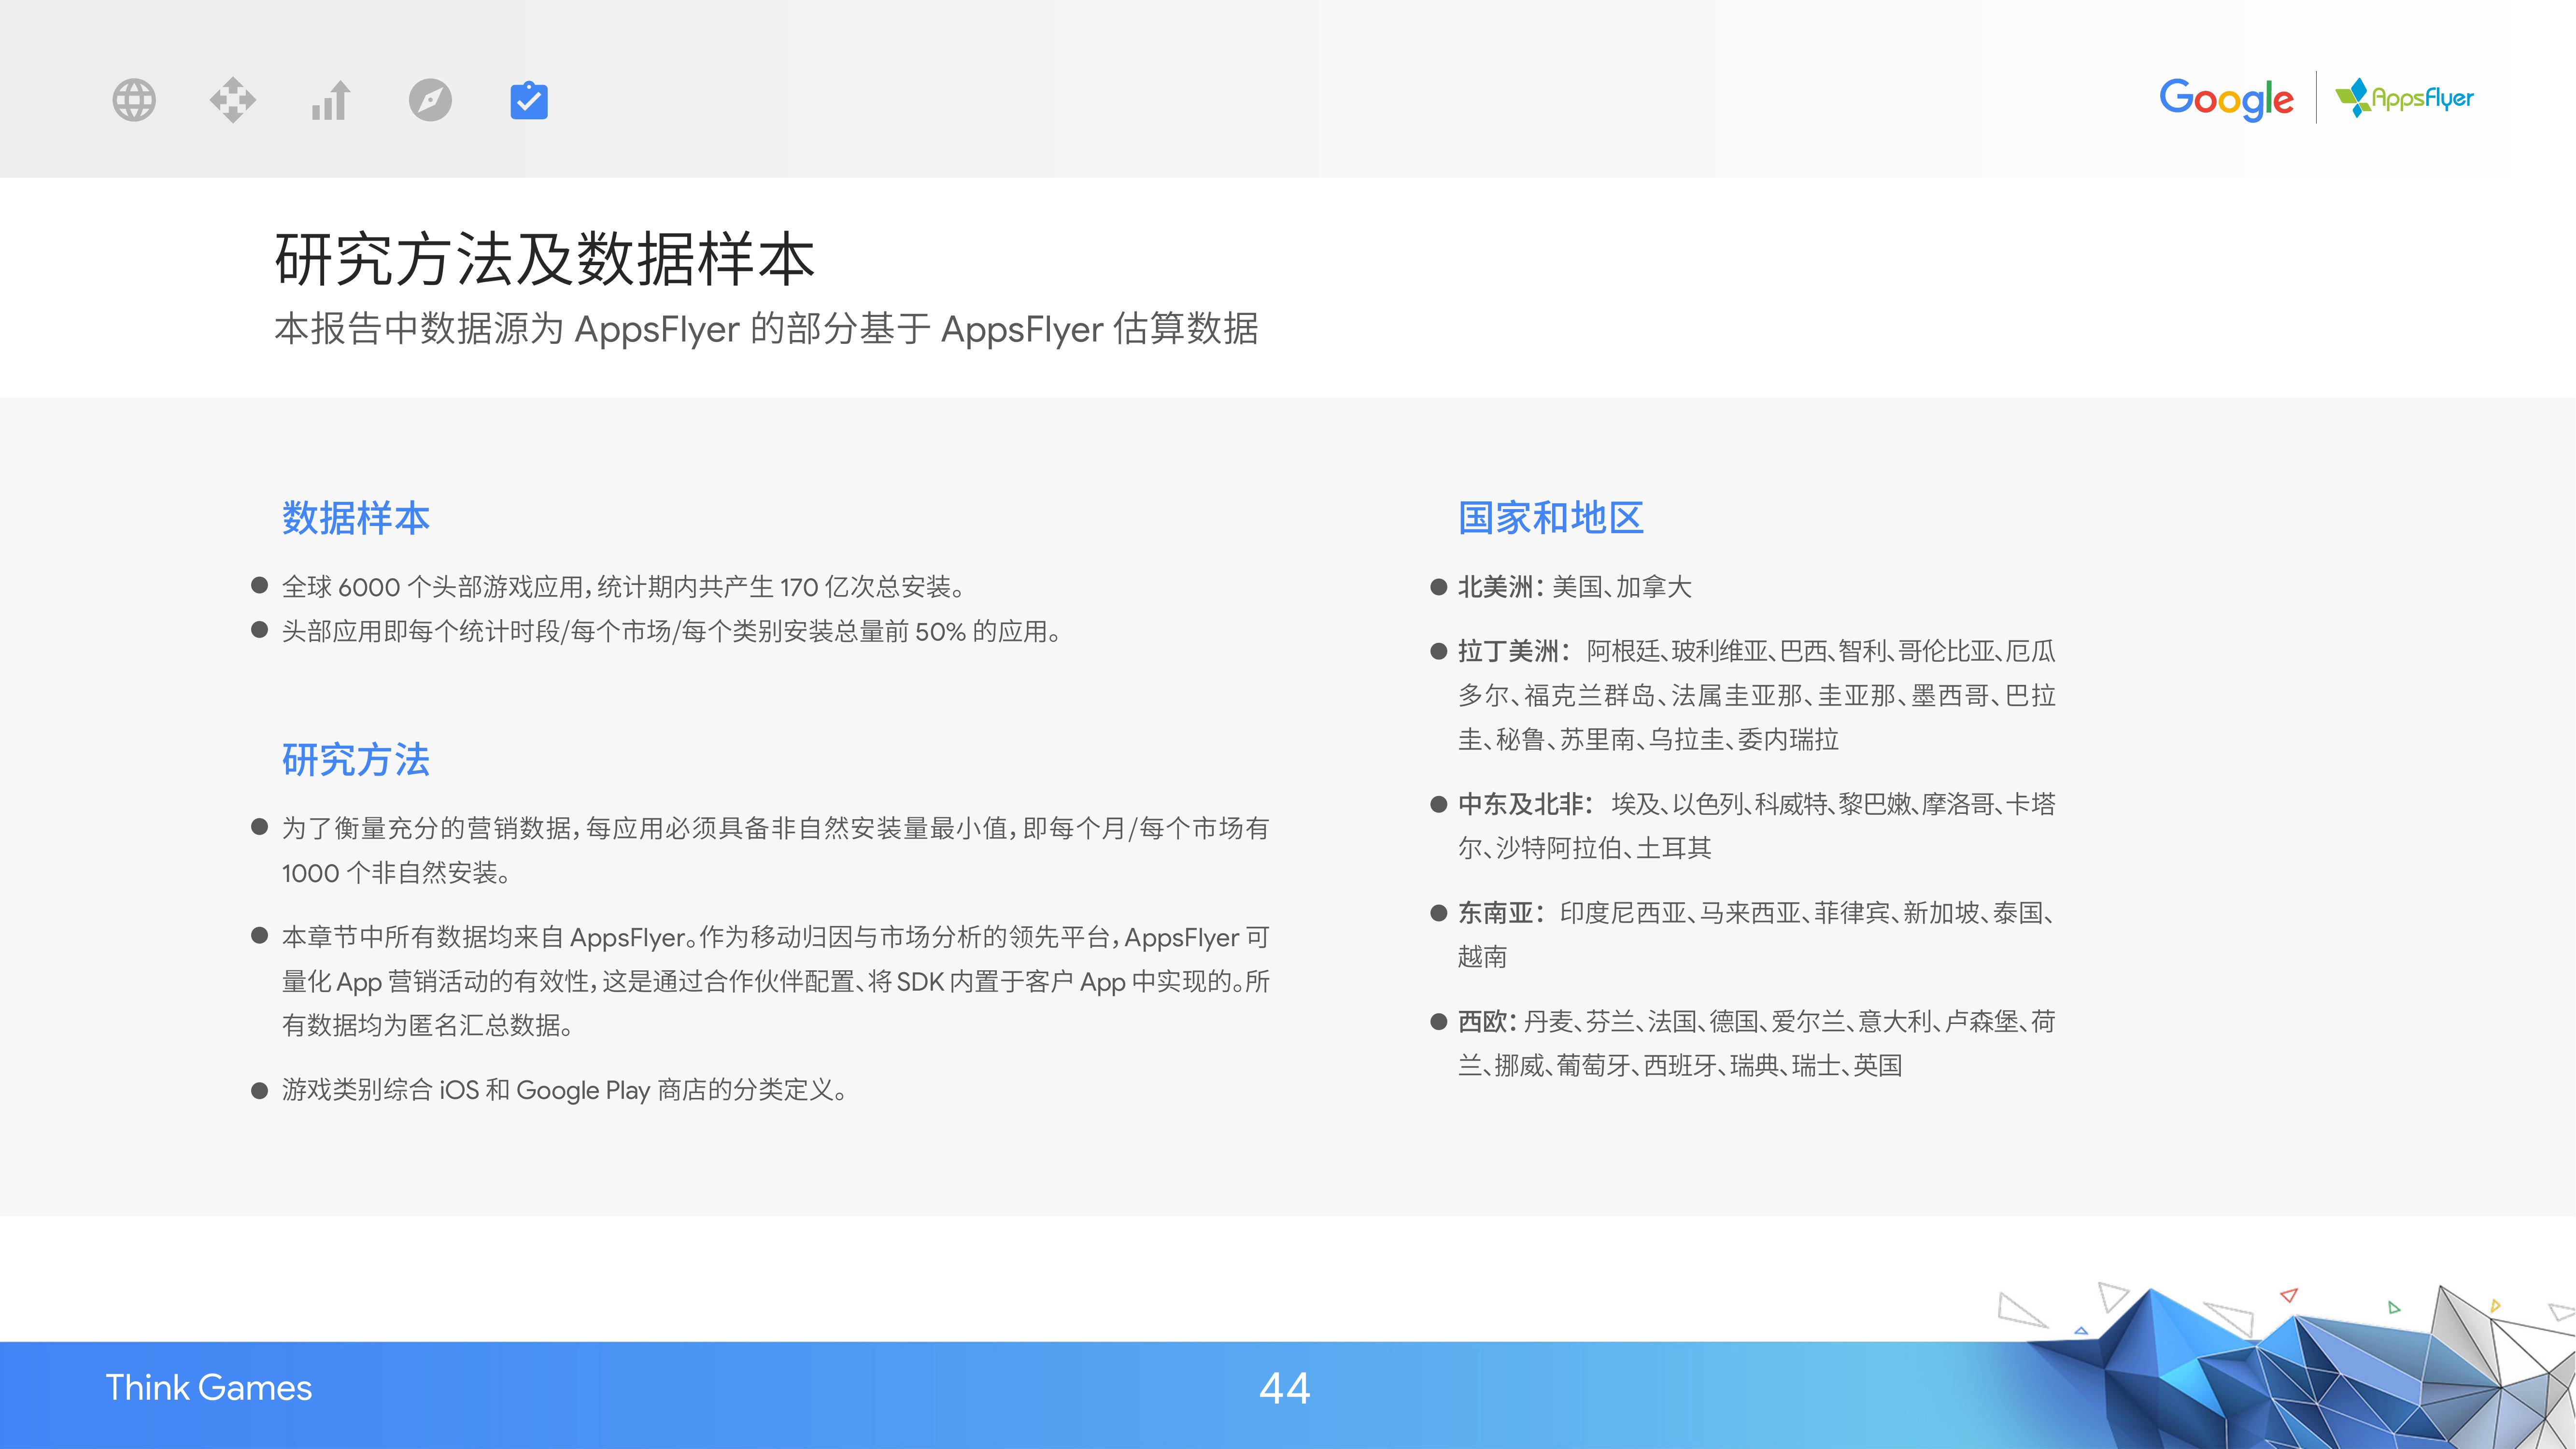 Google | AppsFlyer
研究方法及数据样本
本报告中数据源为 AppsFlyer 的部分基于 AppsFlyer 估算数据
数据样本
● 全球 6000 个头部游戏应用，统计期内共产生 170 亿次总安装。
● 头部应用即每个统计时段/每个市场/每个类别安装总量前 50% 的应用。
研究方法
● 为了衡量充分的营销数据，每应用必须具备非自然安装量最小值，即每个月/每个市场有
1000 个非自然安装。
● 本章节中所有数据均来自 AppsFlyer。作为移动归因与市场分析的领先平台，AppsFlyer 可
量化 App 营销活动的有效性，这是通过合作伙伴配置、将 SDK 内置于客户 App 中实现的。所
有数据均为匿名汇总数据。
● 游戏类别综合 iOS 和 Google Play 商店的分类定义。
国家和地区
● 北美洲：美国、加拿大
● 拉丁美洲： 阿根廷、玻利维亚、巴西、智利、哥伦比亚、厄瓜
多尔、福克兰群岛、法属圭亚那、圭亚那、墨西哥、巴拉
圭、秘鲁、苏里南、乌拉圭、委内瑞拉
● 中东及北非： 埃及、以色列、科威特、黎巴嫩、摩洛哥、卡塔
尔、沙特阿拉伯、土耳其
● 东南亚：印度尼西亚、马来西亚、菲律宾、新加坡、泰国、
越南
● 西欧：丹麦、芬兰、法国、德国、爱尔兰、意大利、卢森堡、荷
兰、挪威、葡萄牙、西班牙、瑞典、瑞士、英国
Think Games
44